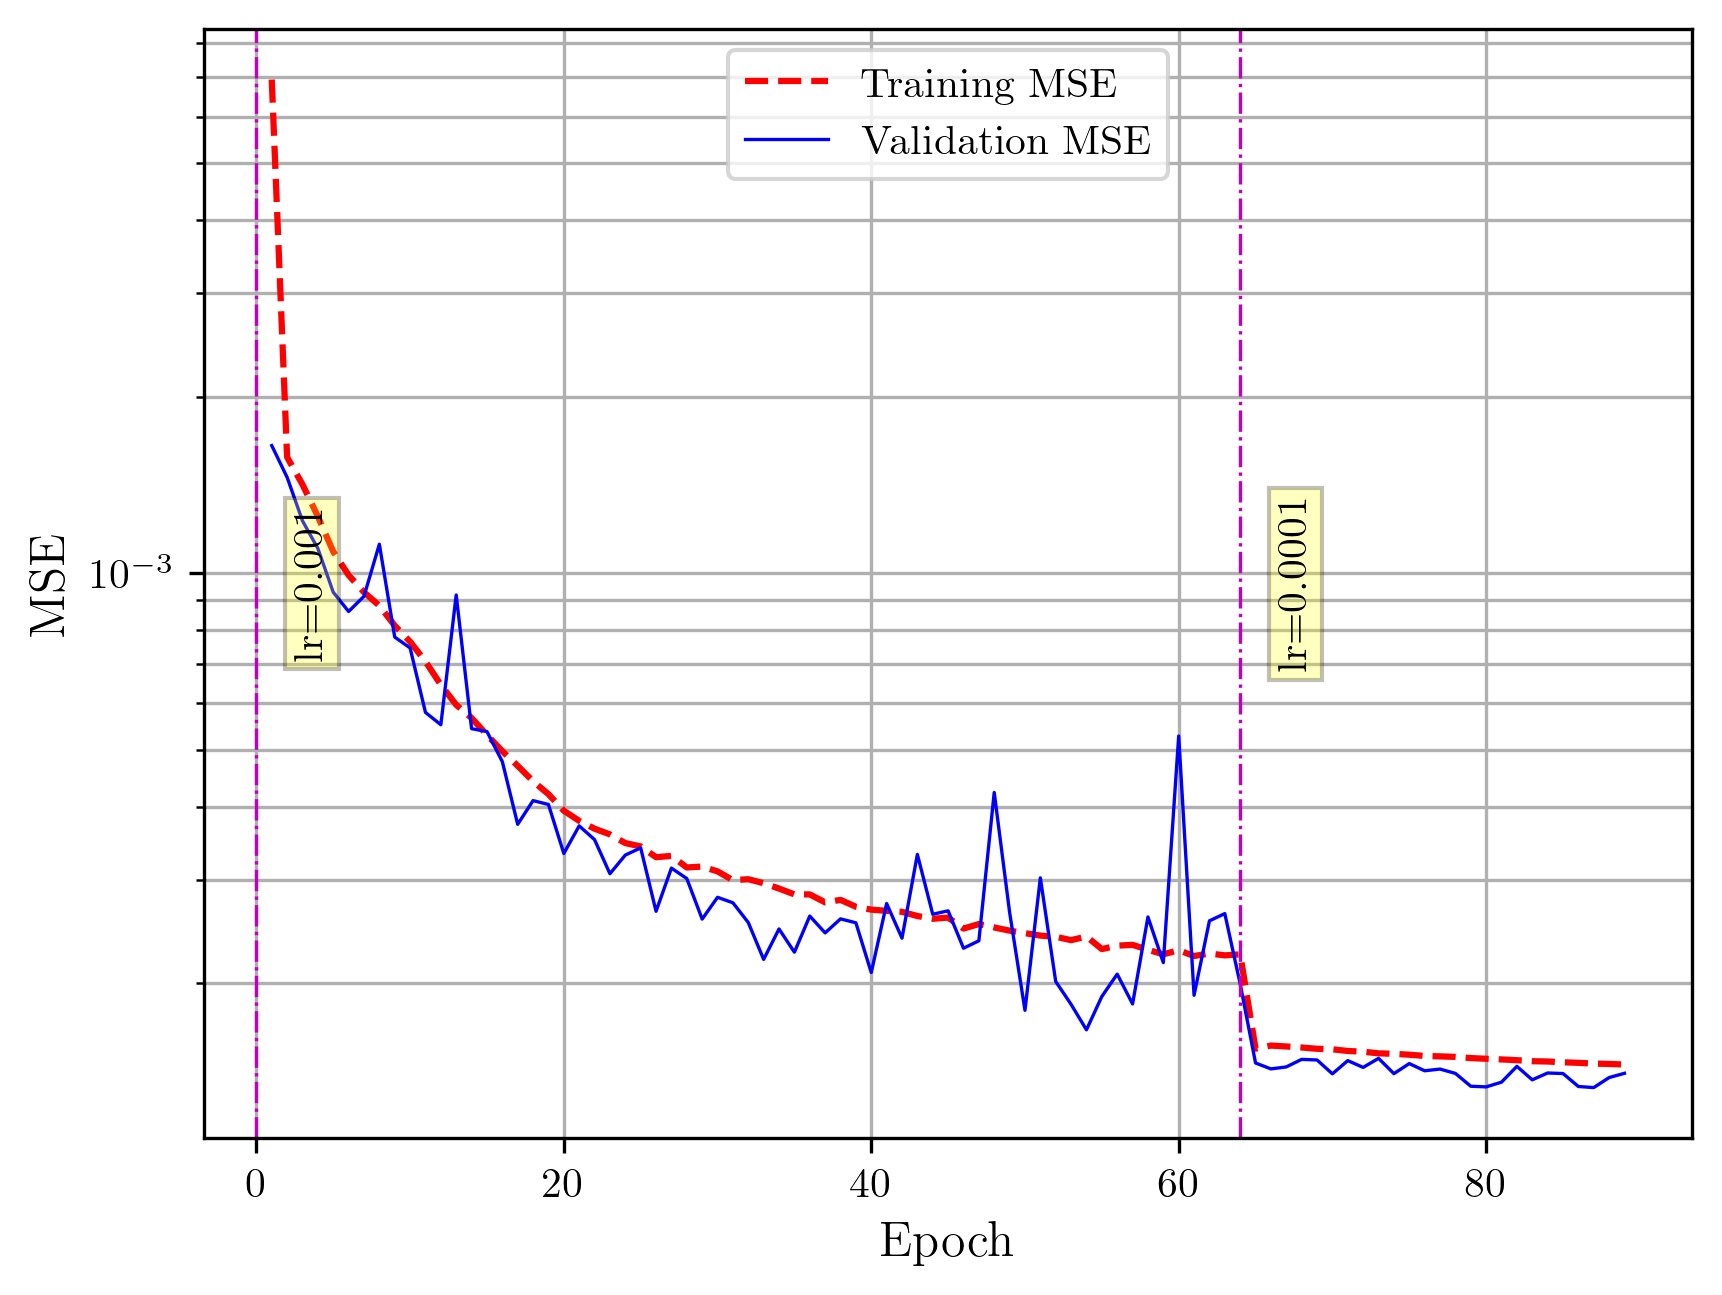 Training MSE
Validation MSE
lr=0.001
lr=0.0001
MSE
10⁻³
0 20 40 60 80
Epoch